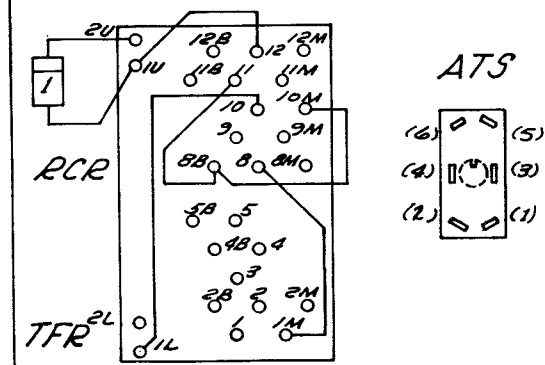 2U
12B 12 12M
1U
11B 11 11M
1
10 10M
9 9M
RCR
8B 8 8M
5B 5
4B 4
3
2B 2 2M
2L
TFR
1L 1 1M
ATS
(6) (5)
(4) (3)
(2) (1)